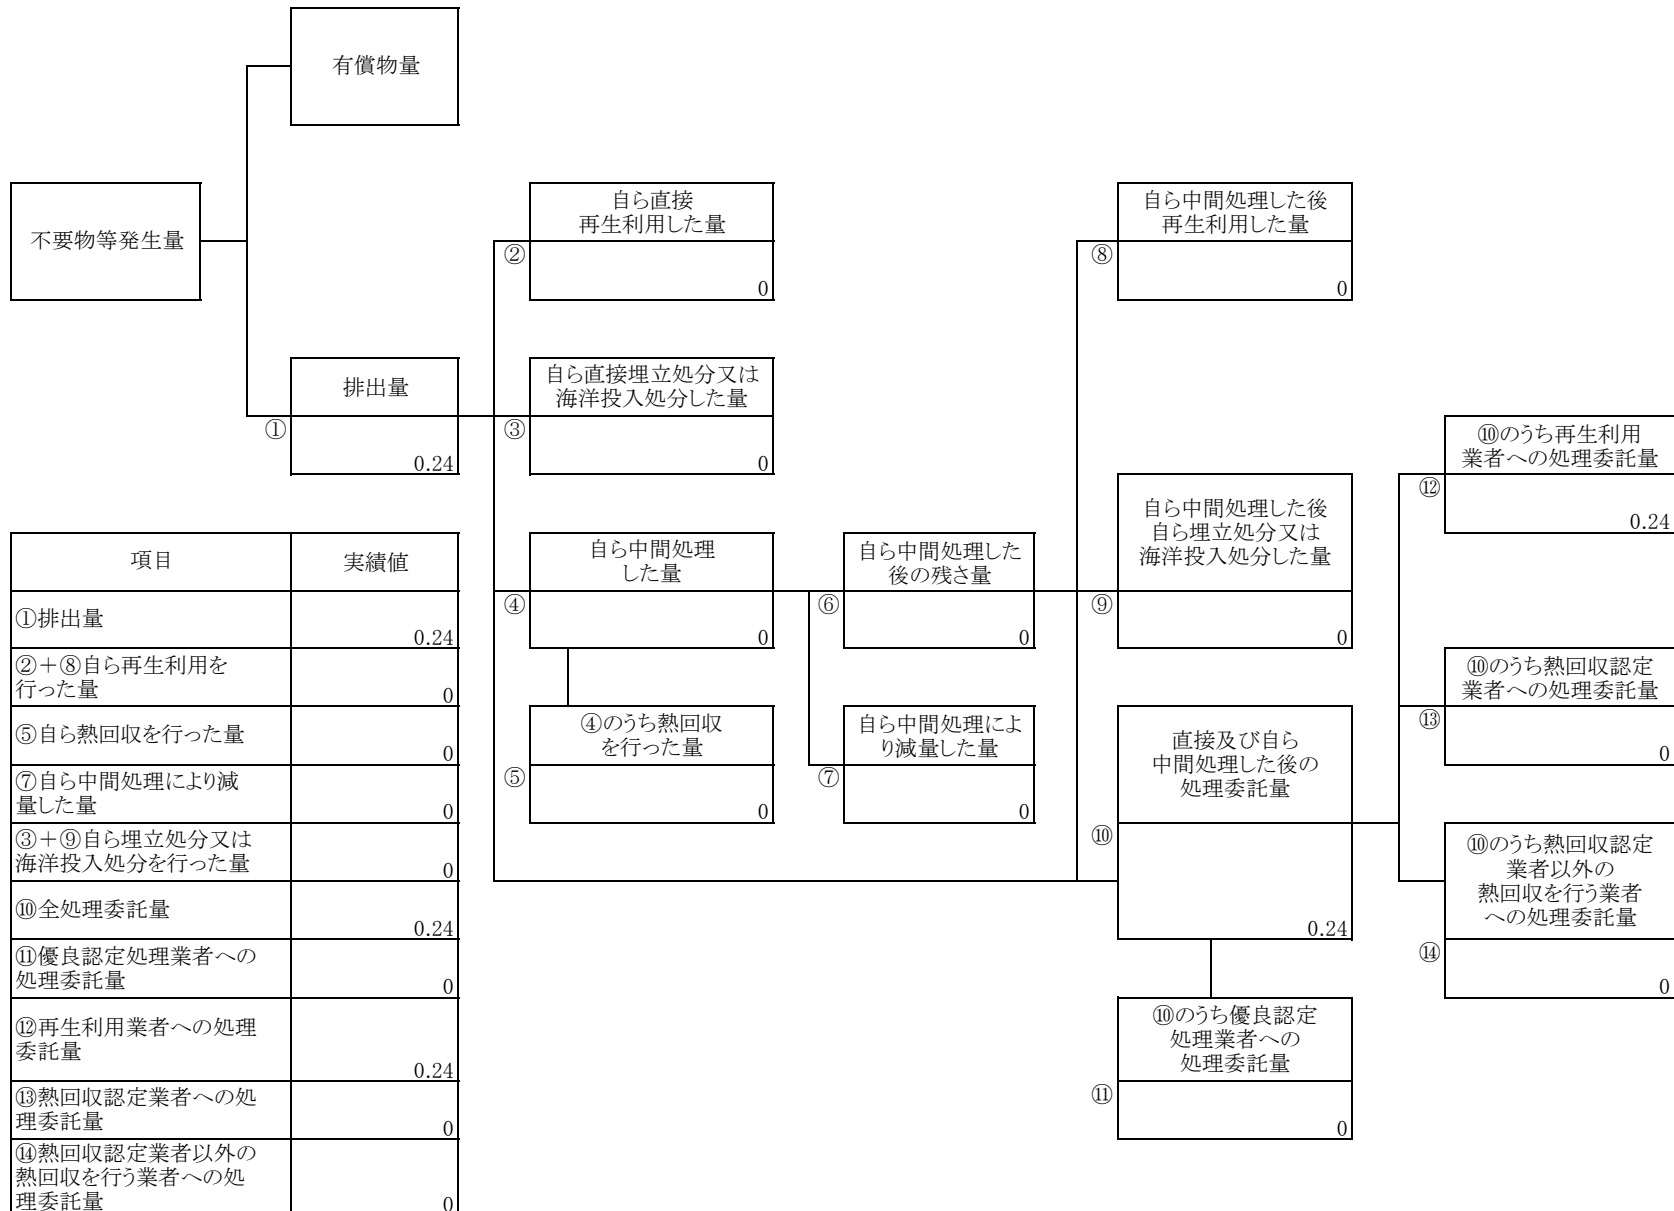 有償物量
不要物等発生量
自ら直接
再生利用した量
②
0
自ら中間処理した後
再生利用した量
⑧
0
排出量
①
0.24
自ら直接埋立処分又は
海洋投入処分した量
③
0
⑩のうち再生利用
業者への処理委託量
⑫
0.24
自ら中間処理
した量
④
0
自ら中間処理した
後の残さ量
⑥
0
自ら中間処理した後
自ら埋立処分又は
海洋投入処分した量
⑨
0
⑩のうち熱回収認定
業者への処理委託量
⑬
0
④のうち熱回収
を行った量
⑤
0
自ら中間処理によ
り減量した量
⑦
0
直接及び自ら
中間処理した後の
処理委託量
⑩
0.24
⑩のうち熱回収認定
業者以外の
熱回収を行う業者
への処理委託量
⑭
0
⑩のうち優良認定
処理業者への
処理委託量
⑪
0
項目 実績値
①排出量
0.24
②+⑧自ら再生利用を
行った量
0
⑤自ら熱回収を行った量
0
⑦自ら中間処理により減
量した量
0
③+⑨自ら埋立処分又は
海洋投入処分を行った量
0
⑩全処理委託量
0.24
⑪優良認定処理業者への
処理委託量
0
⑫再生利用業者への処理
委託量
0.24
⑬熱回収認定業者への処
理委託量
0
⑭熱回収認定業者以外の
熱回収を行う業者への処
理委託量
0